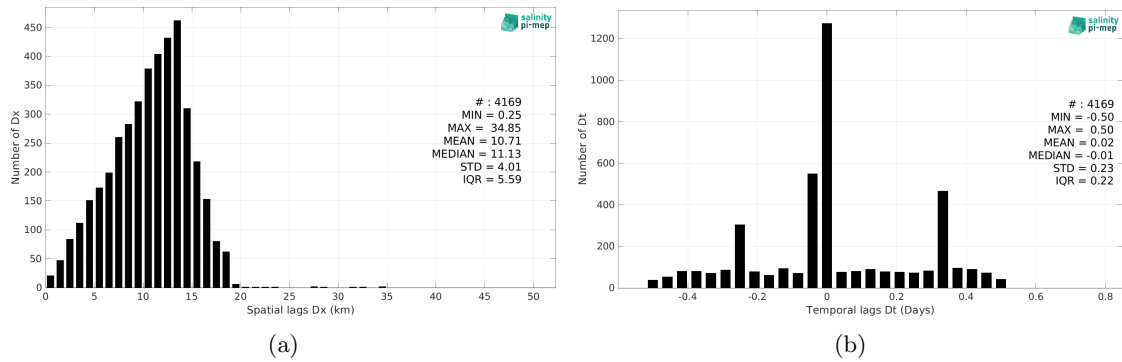 salinity
pi-mep
450
400
350
300
250
200
150
100
50
0
Number of Dx
# : 4169
MIN = 0.25
MAX = 34.85
MEAN = 10.71
MEDIAN = 11.13
STD = 4.01
IQR = 5.59
0 5 10 15 20 25 30 35 40 45 50
Spatial lags Dx (km)
(a)
salinity
pi-mep
1200
1000
800
600
400
200
0
Number of Dt
# : 4169
MIN = -0.50
MAX = 0.50
MEAN = 0.02
MEDIAN = -0.01
STD = 0.23
IQR = 0.22
-0.4 -0.2 0 0.2 0.4 0.6 0.8
Temporal lags Dt (Days)
(b)